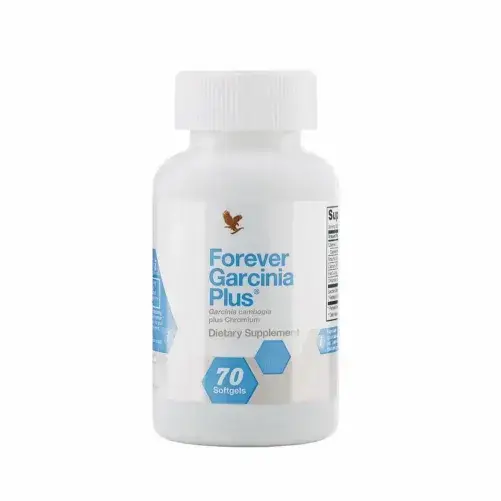 Forever
Garcinia
Plus®
Garcinia cambogia
plus Chromium
Dietary Supplement
70
Softgels